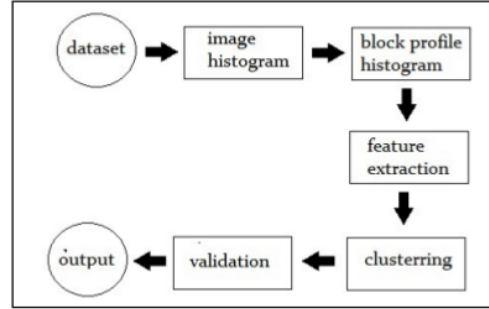 dataset
image
histogram
block profile
histogram
feature
extraction
clusterring
validation
output